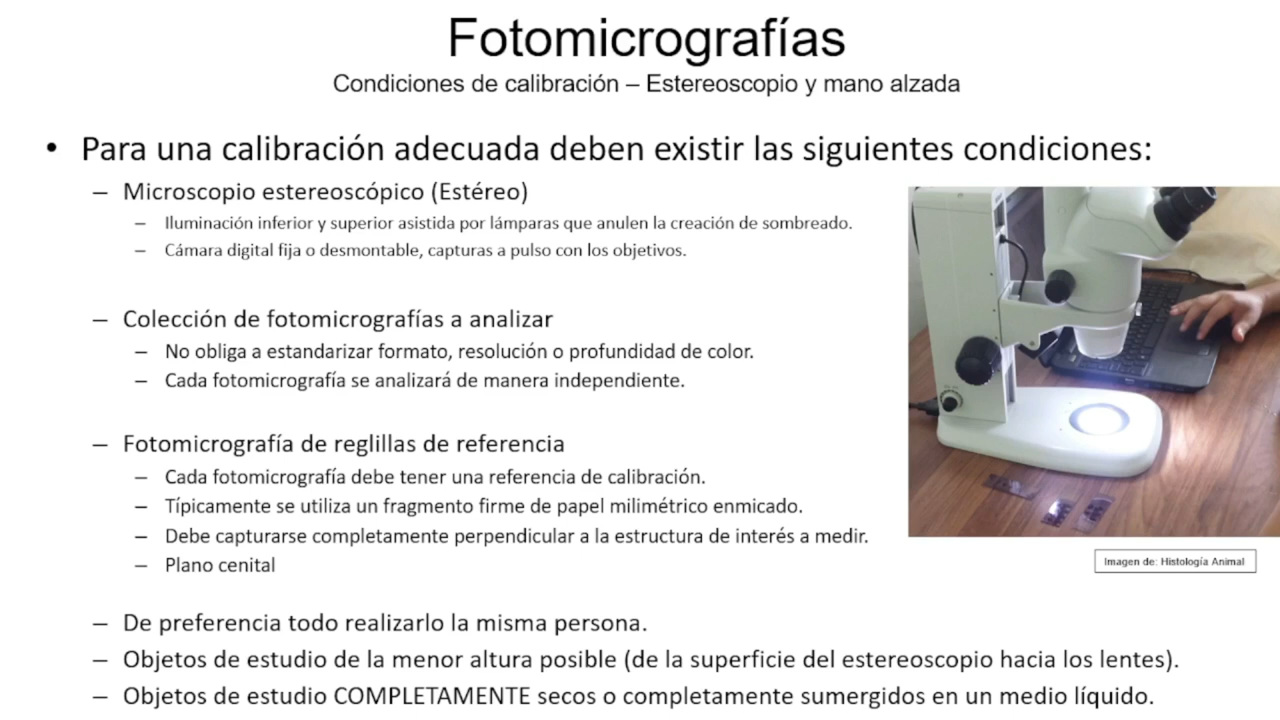 Fotomicrografías
Condiciones de calibración – Estereoscopio y mano alzada
• Para una calibración adecuada deben existir las siguientes condiciones:
– Microscopio estereoscópico (Estéreo)
– Iluminación inferior y superior asistida por lámparas que anulen la creación de sombreado.
– Cámara digital fija o desmontable, capturas a pulso con los objetivos.
– Colección de fotomicrografías a analizar
– No obliga a estandarizar formato, resolución o profundidad de color.
– Cada fotomicrografía se analizará de manera independiente.
– Fotomicrografía de reglillas de referencia
– Cada fotomicrografía debe tener una referencia de calibración.
– Típicamente se utiliza un fragmento firme de papel milimétrico enmicado.
– Debe capturarse completamente perpendicular a la estructura de interés a medir.
– Plano cenital
Imagen de: Histología Animal
– De preferencia todo realizarlo la misma persona.
– Objetos de estudio de la menor altura posible (de la superficie del estereoscopio hacia los lentes).
– Objetos de estudio COMPLETAMENTE secos o completamente sumergidos en un medio líquido.